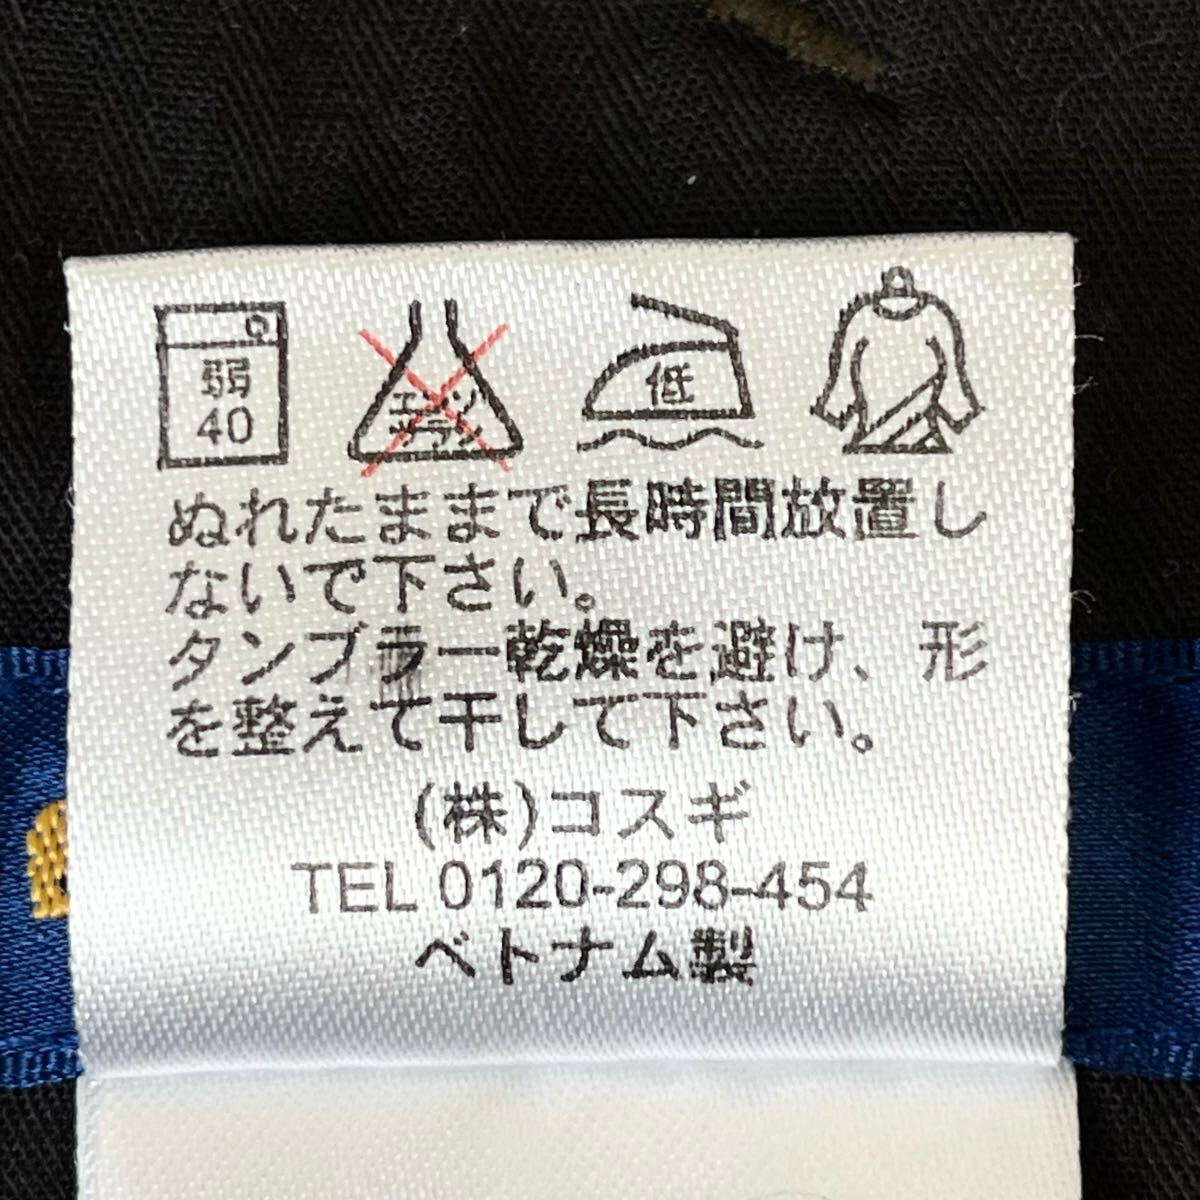 弱
40
エンソ
サラシ
低
ぬれたままで長時間放置し
ないで下さい。
タンブラー乾燥を避け、形
を整えて干して下さい。
(株)コスギ
TEL 0120-298-454
ベトナム製